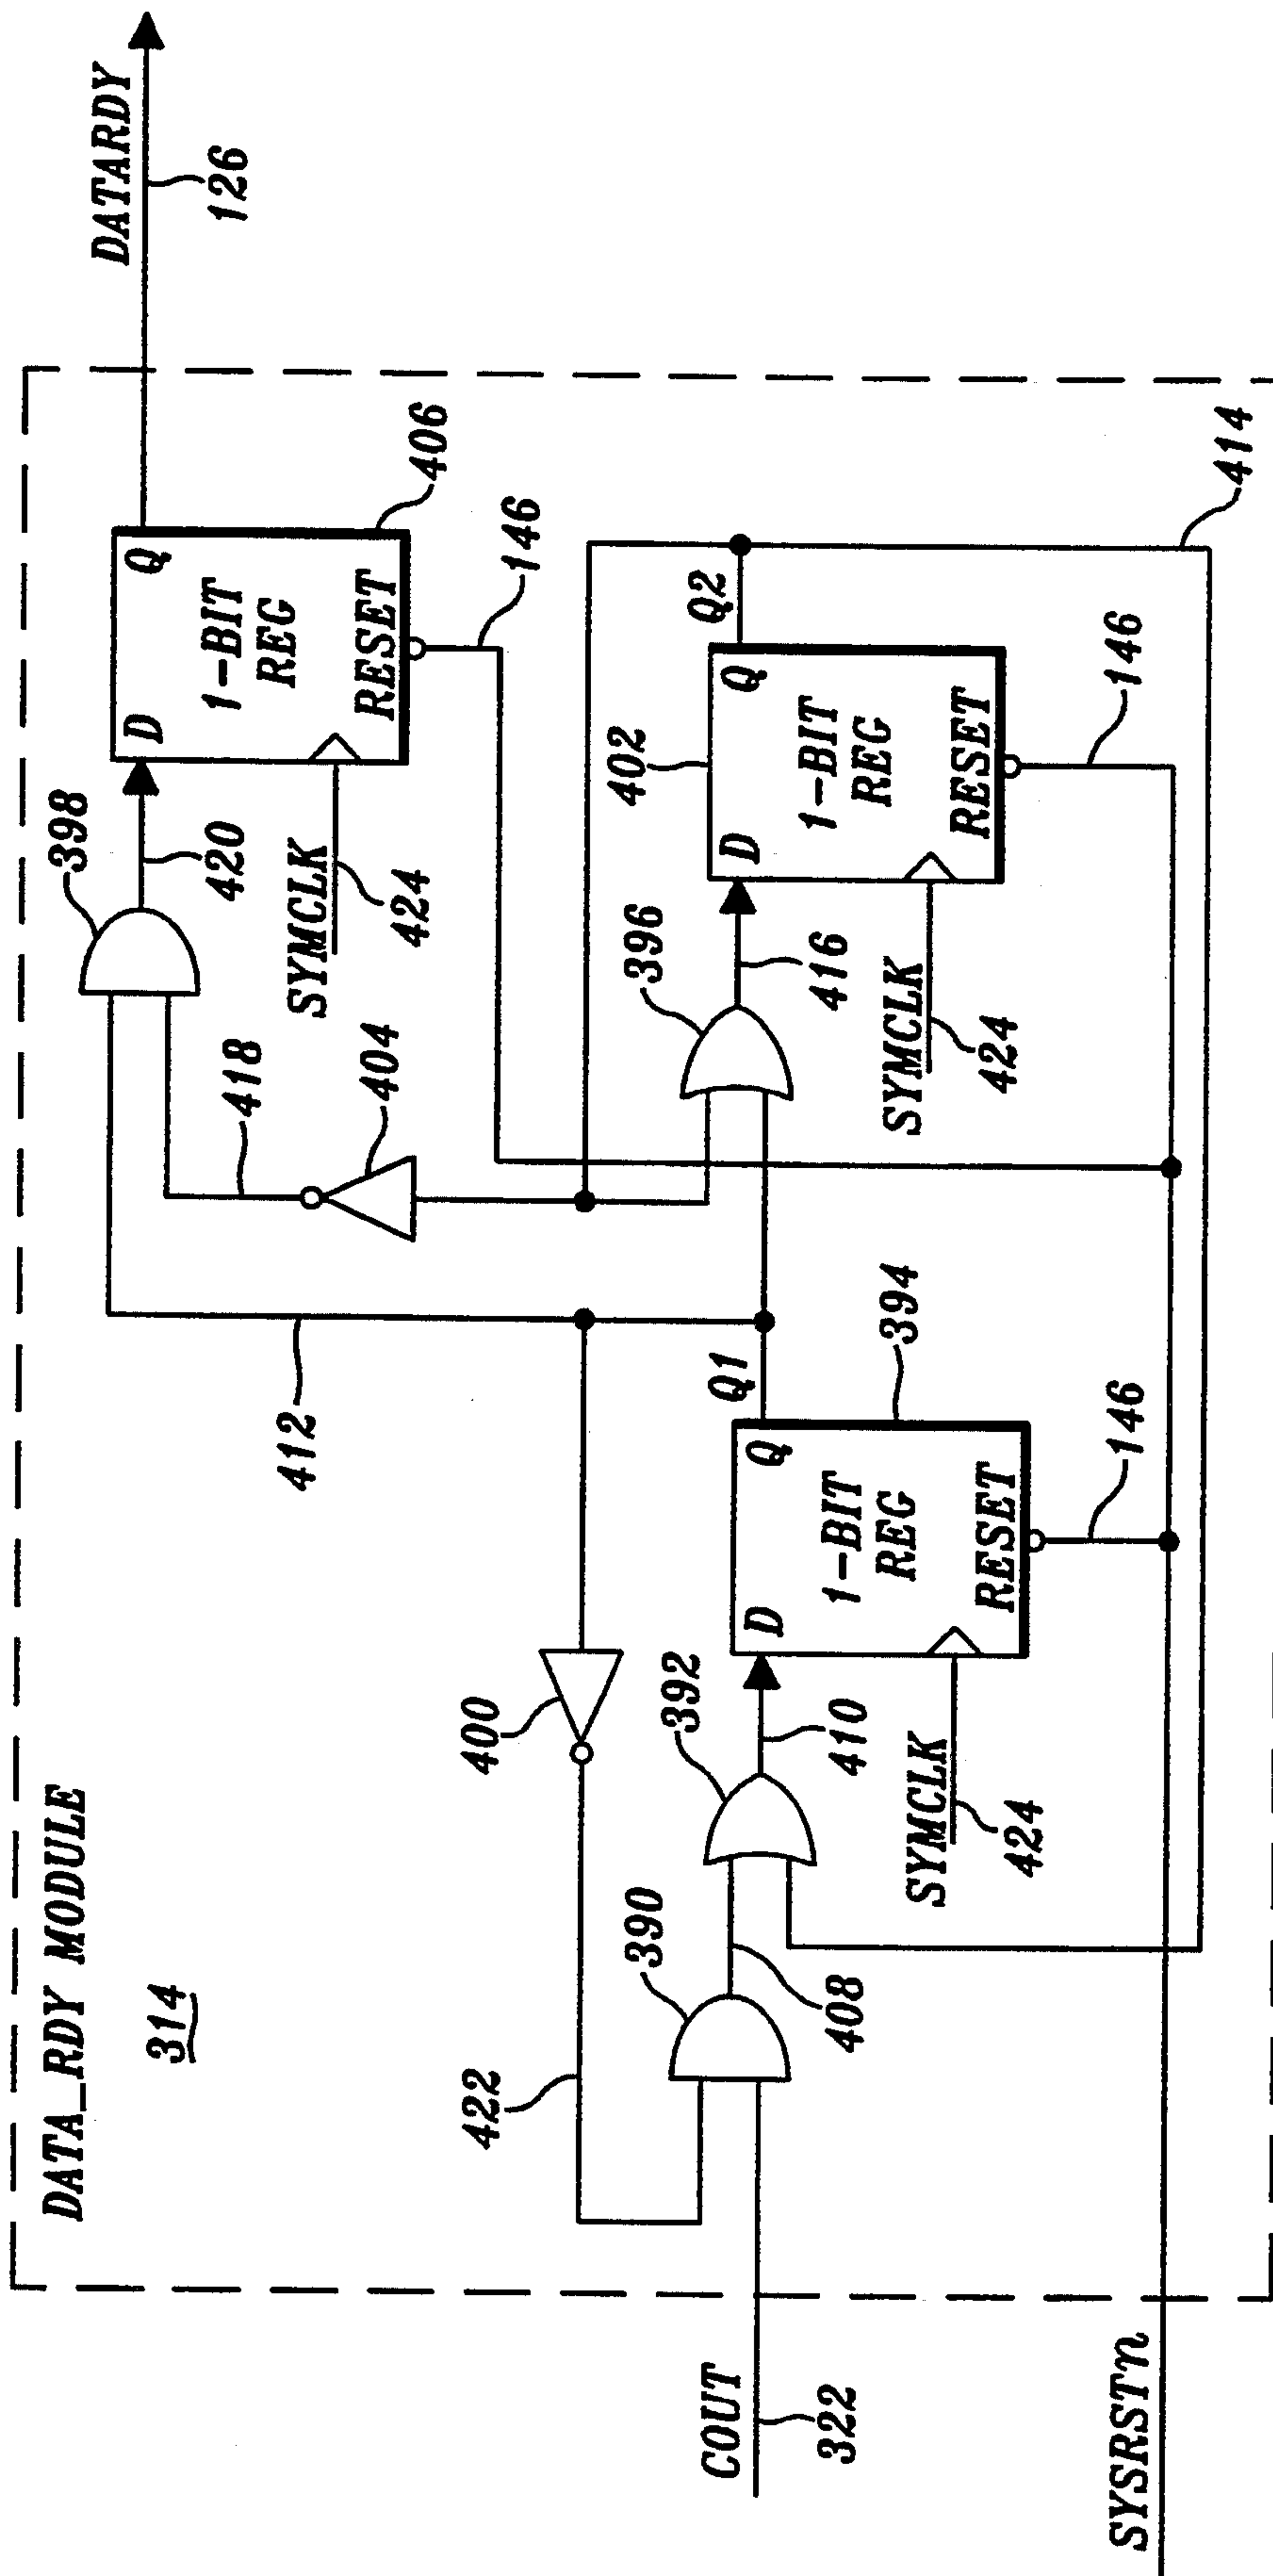 DATA_RDY MODULE
314
DATARDY
126
398
420
D
Q
1-BIT
REG
RESET
406
SYMCLK
424
146
418
404
412
400
422
396
416
402
D
Q
Q2
1-BIT
REG
RESET
SYMCLK
424
146
414
390
408
392
410
D
Q
Q1
1-BIT
REG
RESET
394
SYMCLK
424
146
COUT
322
SYSRSTn